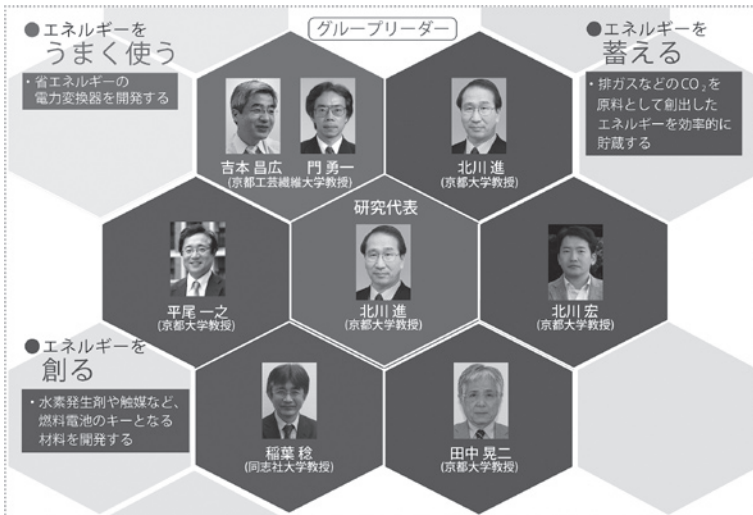 ●エネルギーを
うまく使う
・省エネルギーの
電力変換器を開発する
グループリーダー
●エネルギーを
蓄える
・排ガスなどのCO₂を
原料として創出した
エネルギーを効率的に
貯蔵する
吉本 昌広 門 勇一
(京都工芸繊維大学教授)
北川 進
(京都大学教授)
研究代表
北川 進
(京都大学教授)
平尾 一之
(京都大学教授)
北川 宏
(京都大学教授)
●エネルギーを
創る
・水素発生剤や触媒など、
燃料電池のキーとなる
材料を開発する
稲葉 稔
(同志社大学教授)
田中 晃二
(京都大学教授)